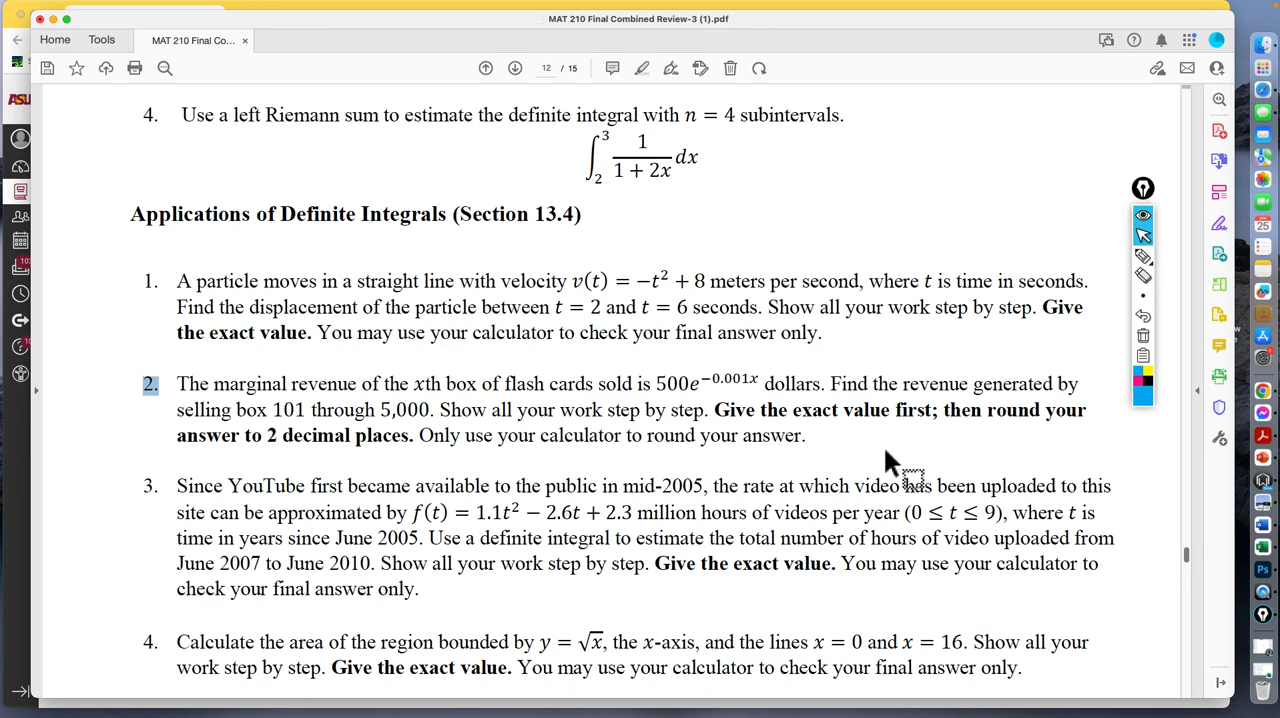 MAT 210 Final Combined Review-3 (1).pdf
Home Tools MAT 210 Final Co... ×
12 / 15
4. Use a left Riemann sum to estimate the definite integral with n = 4 subintervals.
∫₂³ 1/(1 + 2x) dx
Applications of Definite Integrals (Section 13.4)
1. A particle moves in a straight line with velocity v(t) = −t² + 8 meters per second, where t is time in seconds.
Find the displacement of the particle between t = 2 and t = 6 seconds. Show all your work step by step. Give
the exact value. You may use your calculator to check your final answer only.
2. The marginal revenue of the xth box of flash cards sold is 500e^−0.001x dollars. Find the revenue generated by
selling box 101 through 5,000. Show all your work step by step. Give the exact value first; then round your
answer to 2 decimal places. Only use your calculator to round your answer.
3. Since YouTube first became available to the public in mid-2005, the rate at which video has been uploaded to this
site can be approximated by f(t) = 1.1t² − 2.6t + 2.3 million hours of videos per year (0 ≤ t ≤ 9), where t is
time in years since June 2005. Use a definite integral to estimate the total number of hours of video uploaded from
June 2007 to June 2010. Show all your work step by step. Give the exact value. You may use your calculator to
check your final answer only.
4. Calculate the area of the region bounded by y = √x, the x-axis, and the lines x = 0 and x = 16. Show all your
work step by step. Give the exact value. You may use your calculator to check your final answer only.